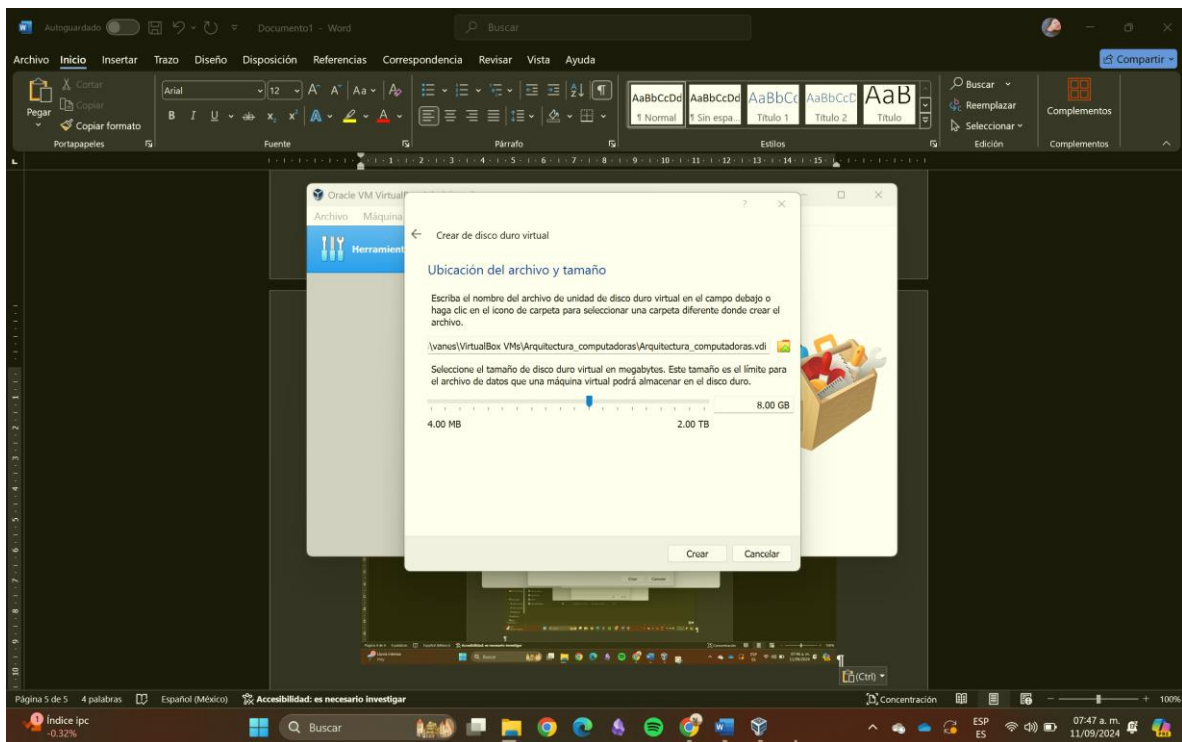 Autoguardado
Documento1 - Word
Buscar
Archivo Inicio Insertar Trazo Diseño Disposición Referencias Correspondencia Revisar Vista Ayuda
Compartir
Pegar
Cortar
Copiar
Copiar formato
Portapapeles
Arial
12
Fuente
Párrafo
AaBbCcDd AaBbCcDd AaBbCc AaBbCcD AaB
¶ Normal ¶ Sin espa... Título 1 Título 2 Título
Estilos
Buscar
Reemplazar
Seleccionar
Edición
Complementos
Complementos
Oracle VM Virtual
Archivo Máquina
Herramient
Crear de disco duro virtual
Ubicación del archivo y tamaño
Escriba el nombre del archivo de unidad de disco duro virtual en el campo debajo o
haga clic en el icono de carpeta para seleccionar una carpeta diferente donde crear el
archivo.
\vanes\VirtualBox VMs\Arquitectura_computadoras\Arquitectura_computadoras.vdi
Seleccione el tamaño de disco duro virtual en megabytes. Este tamaño es el límite para
el archivo de datos que una máquina virtual podrá almacenar en el disco duro.
8.00 GB
4.00 MB 2.00 TB
Crear Cancelar
(Ctrl)
Página 5 de 5 4 palabras Español (México) Accesibilidad: es necesario investigar
Concentración
100%
1
Índice ipc
-0.32%
Buscar
ESP
ES
07:47 a. m.
11/09/2024